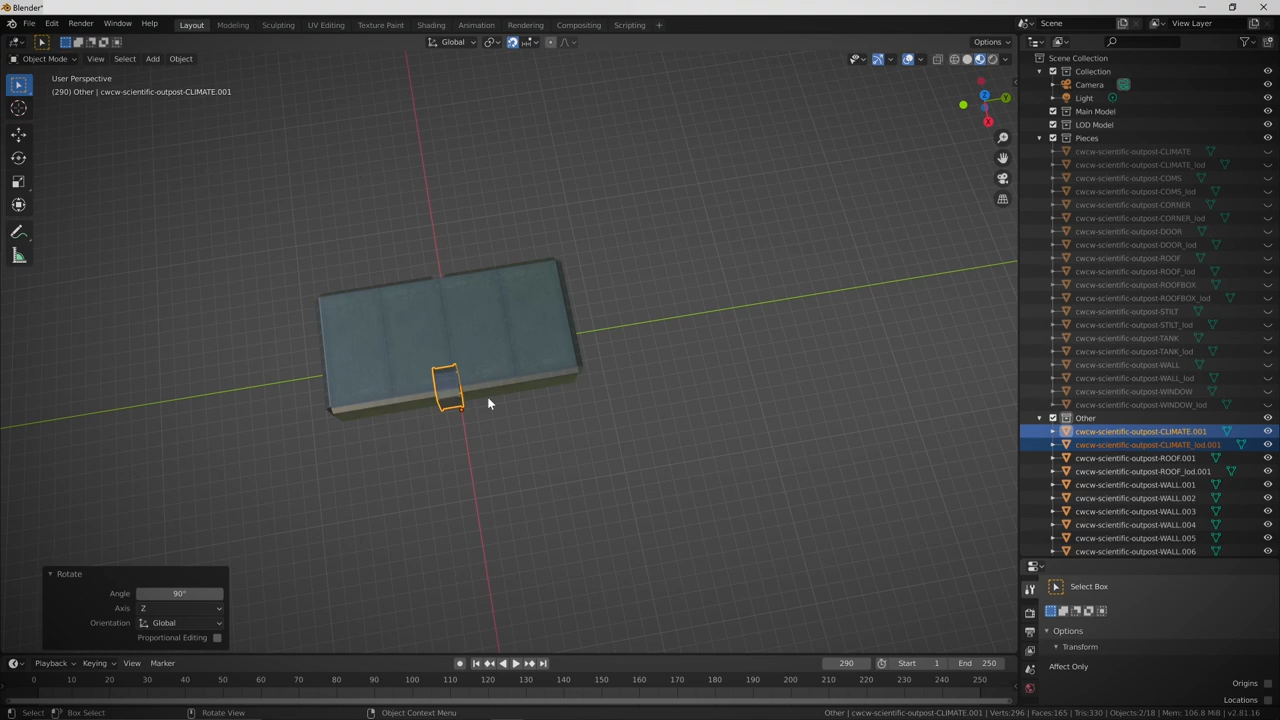 Blender*
File Edit Render Window Help
Layout Modeling Sculpting UV Editing Texture Paint Shading Animation Rendering Compositing Scripting +
Scene
View Layer
Global
Options
Object Mode View Select Add Object
User Perspective
(290) Other | cwcw-scientific-outpost-CLIMATE.001
Z
Y
X
Scene Collection
Collection
Camera
Light
Main Model
LOD Model
Pieces
cwcw-scientific-outpost-CLIMATE
cwcw-scientific-outpost-CLIMATE_lod
cwcw-scientific-outpost-COMS
cwcw-scientific-outpost-COMS_lod
cwcw-scientific-outpost-CORNER
cwcw-scientific-outpost-CORNER_lod
cwcw-scientific-outpost-DOOR
cwcw-scientific-outpost-DOOR_lod
cwcw-scientific-outpost-ROOF
cwcw-scientific-outpost-ROOF_lod
cwcw-scientific-outpost-ROOFBOX
cwcw-scientific-outpost-ROOFBOX_lod
cwcw-scientific-outpost-STILT
cwcw-scientific-outpost-STILT_lod
cwcw-scientific-outpost-TANK
cwcw-scientific-outpost-TANK_lod
cwcw-scientific-outpost-WALL
cwcw-scientific-outpost-WALL_lod
cwcw-scientific-outpost-WINDOW
cwcw-scientific-outpost-WINDOW_lod
Other
cwcw-scientific-outpost-CLIMATE.001
cwcw-scientific-outpost-CLIMATE_lod.001
cwcw-scientific-outpost-ROOF.001
cwcw-scientific-outpost-ROOF_lod.001
cwcw-scientific-outpost-WALL.001
cwcw-scientific-outpost-WALL.002
cwcw-scientific-outpost-WALL.003
cwcw-scientific-outpost-WALL.004
cwcw-scientific-outpost-WALL.005
cwcw-scientific-outpost-WALL.006
Rotate
Angle 90°
Axis Z
Orientation Global
Proportional Editing
Select Box
Options
Transform
Affect Only
Origins
Locations
Playback Keying View Marker
290 Start 1 End 250
0 10 20 30 40 50 60 70 80 90 100 110 120 130 140 150 160 170 180 190 200 210 220 230 240 250
Select Box Select Rotate View Object Context Menu
Other | cwcw-scientific-outpost-CLIMATE.001 | Verts:296 | Faces:165 | Tris:330 | Objects:2/18 | Mem: 106.8 MiB | v2.81.16